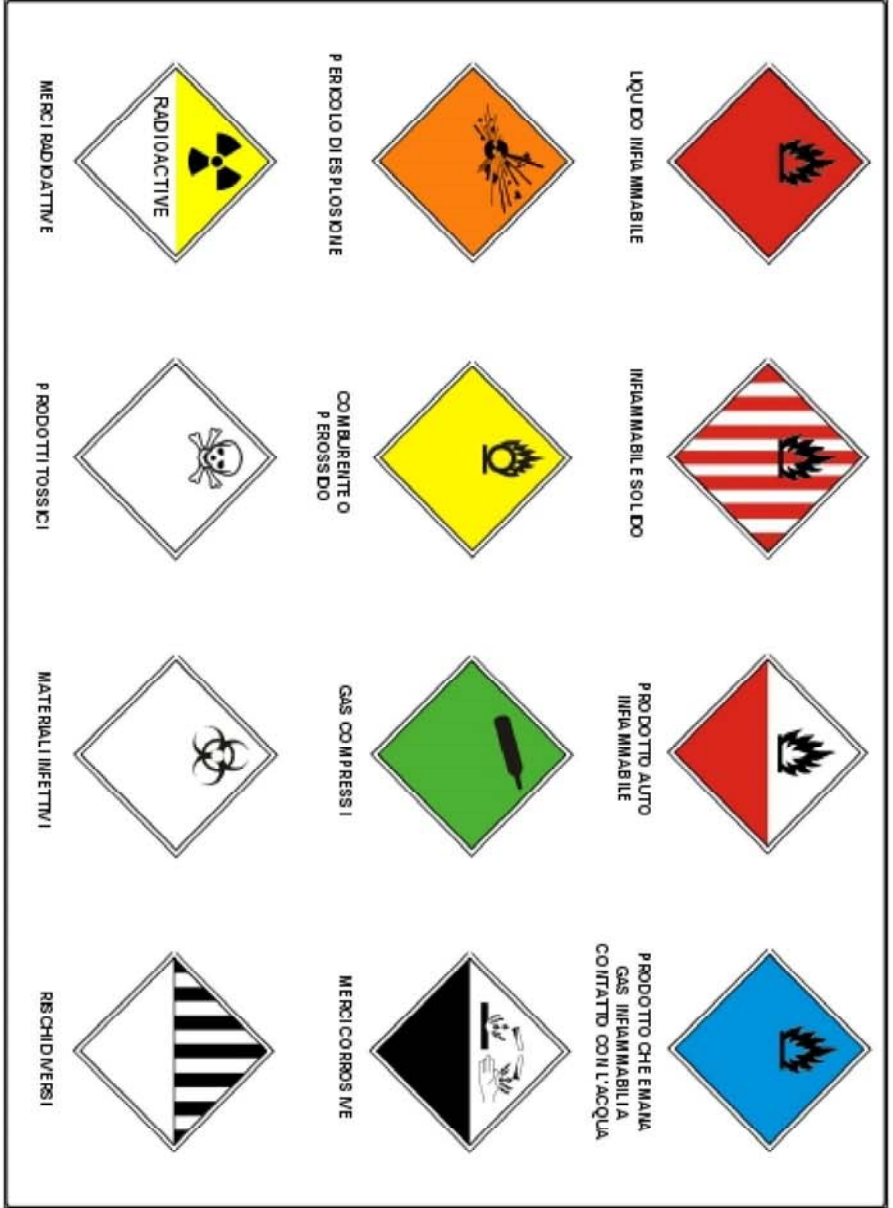 LIQUIDO INFIAMMABILE
INFIAMMABILE SOLIDO
PRODOTTO AUTO
INFIAMMABILE
PRODOTTO CHE EMANA
GAS INFIAMMABILI A
CONTATTO CON L'ACQUA
PERICOLO DI ESPLOSIONE
COMBURENTE O
PEROSSIDO
GAS COMPRESSI
MERCI CORROSIVE
RADIOACTIVE
MERCI RADIOATTIVE
PRODOTTI TOSSICI
MATERIALI INFETTIVI
RISCHI DIVERSI